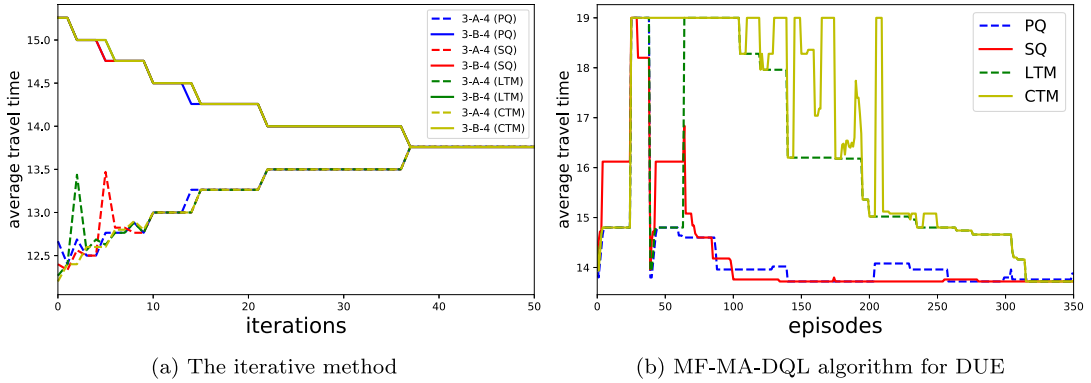 average travel time
15.0
14.5
14.0
13.5
13.0
12.5
0 10 20 30 40 50
iterations
3-A-4 (PQ)
3-B-4 (PQ)
3-A-4 (SQ)
3-B-4 (SQ)
3-A-4 (LTM)
3-B-4 (LTM)
3-A-4 (CTM)
3-B-4 (CTM)
(a) The iterative method
average travel time
19
18
17
16
15
14
0 50 100 150 200 250 300 350
episodes
PQ
SQ
LTM
CTM
(b) MF-MA-DQL algorithm for DUE